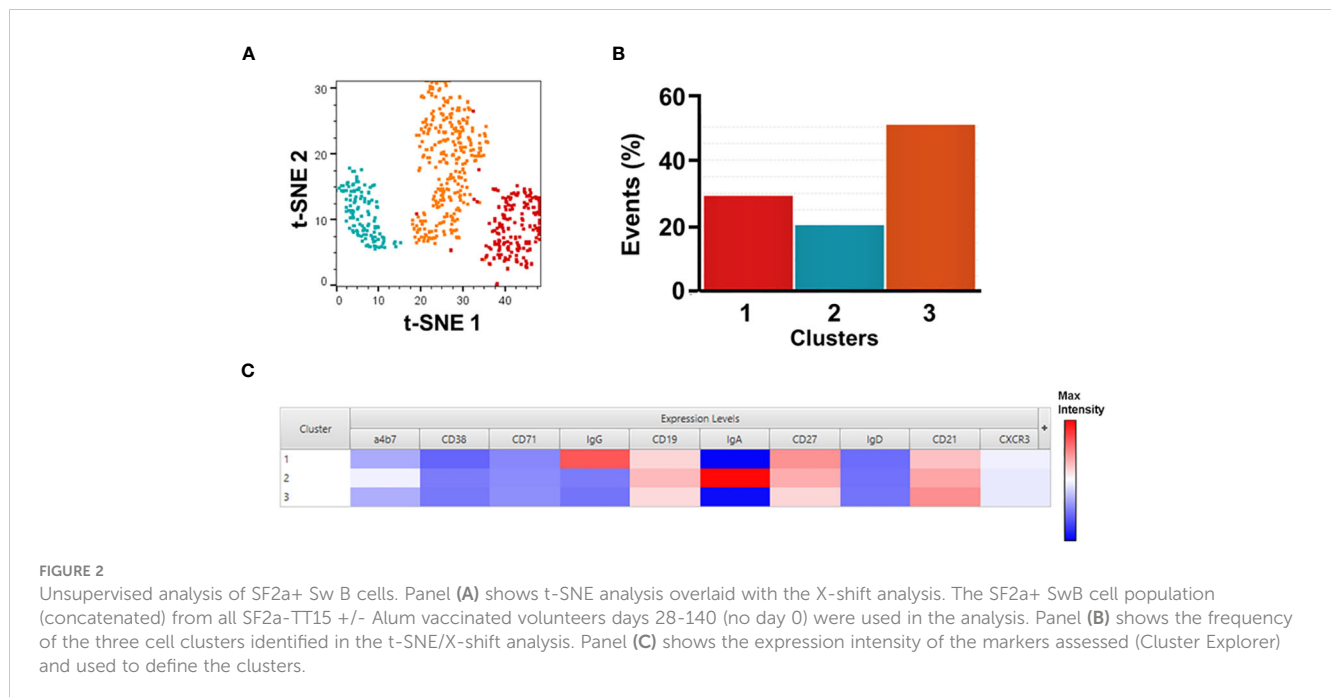 A
B
30
20
10
0
t-SNE 2
0 10 20 30 40
t-SNE 1
60
40
20
0
Events (%)
1 2 3
Clusters
C
Max
Intensity
Cluster
Expression Levels
+
a4b7 CD38 CD71 IgG CD19 IgA CD27 IgD CD21 CXCR3
1
2
3
FIGURE 2
Unsupervised analysis of SF2a+ Sw B cells. Panel (A) shows t-SNE analysis overlaid with the X-shift analysis. The SF2a+ SwB cell population
(concatenated) from all SF2a-TT15 +/- Alum vaccinated volunteers days 28-140 (no day 0) were used in the analysis. Panel (B) shows the frequency
of the three cell clusters identified in the t-SNE/X-shift analysis. Panel (C) shows the expression intensity of the markers assessed (Cluster Explorer)
and used to define the clusters.